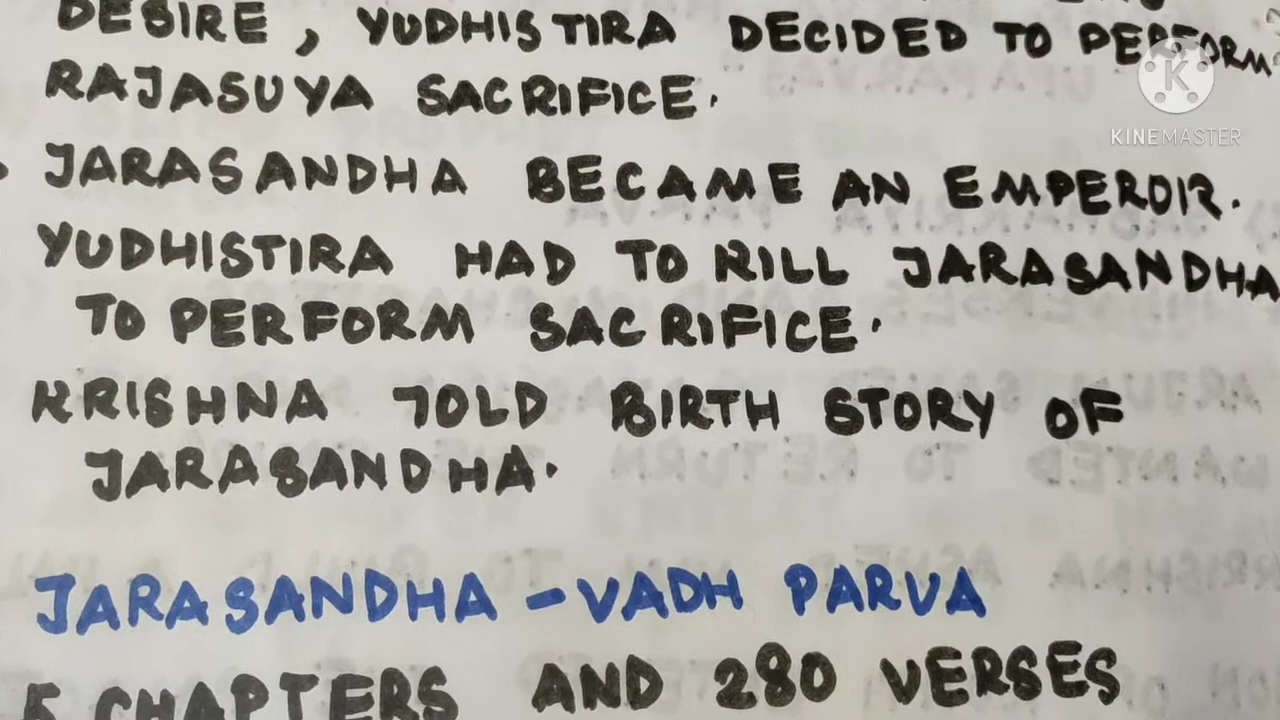 DESIRE, YUDHISTIRA DECIDED TO PERFORM
RAJASUYA SACRIFICE.
JARASANDHA BECAME AN EMPEROR.
YUDHISTIRA HAD TO KILL JARASANDHA
TO PERFORM SACRIFICE.
KRISHNA TOLD BIRTH STORY OF
JARASANDHA.
JARASANDHA-VADH PARVA
5 CHAPTERS AND 280 VERSES
K
KINEMASTER